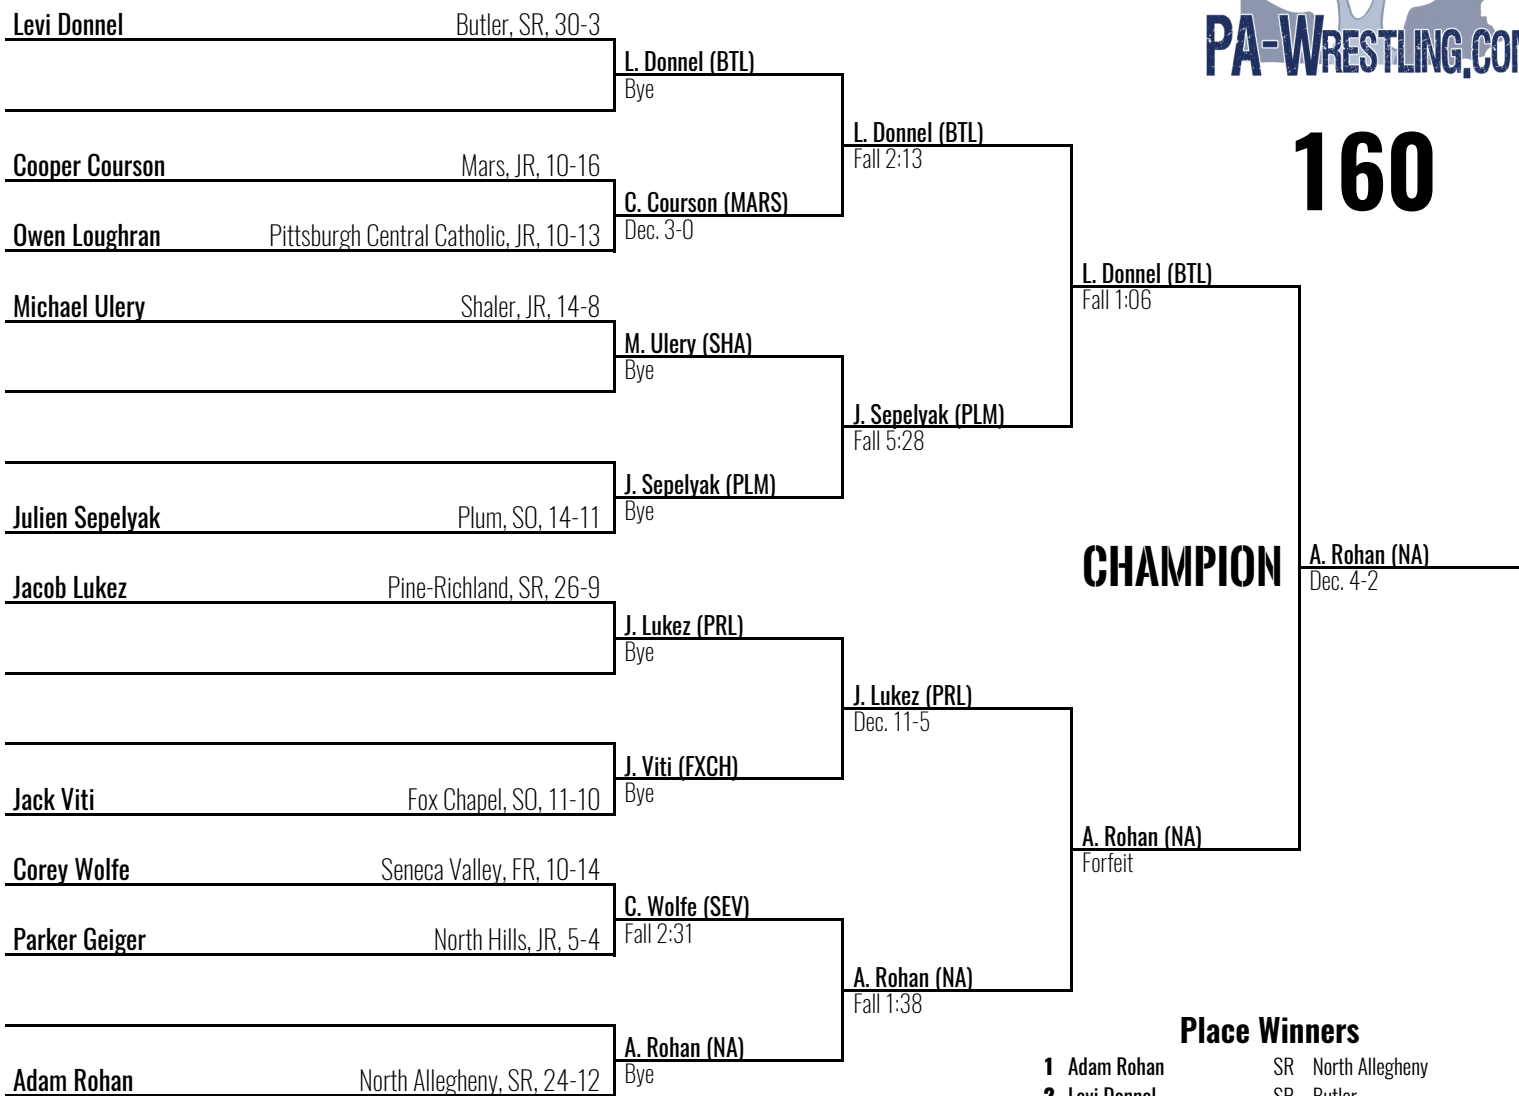 Levi Donnel Butler, SR, 30-3
L. Donnel (BTL)
Bye
Cooper Courson Mars, JR, 10-16
C. Courson (MARS)
Dec. 3-0
Owen Loughran Pittsburgh Central Catholic, JR, 10-13
L. Donnel (BTL)
Fall 2:13
Michael Ulery Shaler, JR, 14-8
M. Ulery (SHA)
Bye
J. Sepelyak (PLM)
Bye
Julien Sepelyak Plum, SO, 14-11
J. Sepelyak (PLM)
Fall 5:28
L. Donnel (BTL)
Fall 1:06
Jacob Lukez Pine-Richland, SR, 26-9
J. Lukez (PRL)
Bye
J. Viti (FXCH)
Bye
Jack Viti Fox Chapel, SO, 11-10
J. Lukez (PRL)
Dec. 11-5
Corey Wolfe Seneca Valley, FR, 10-14
C. Wolfe (SEV)
Fall 2:31
Parker Geiger North Hills, JR, 5-4
A. Rohan (NA)
Bye
Adam Rohan North Allegheny, SR, 24-12
A. Rohan (NA)
Fall 1:38
A. Rohan (NA)
Forfeit
CHAMPION
A. Rohan (NA)
Dec. 4-2
PA-WRESTLING.COM
160
Place Winners
1 Adam Rohan SR North Allegheny
2 Levi Donnel SR Butler